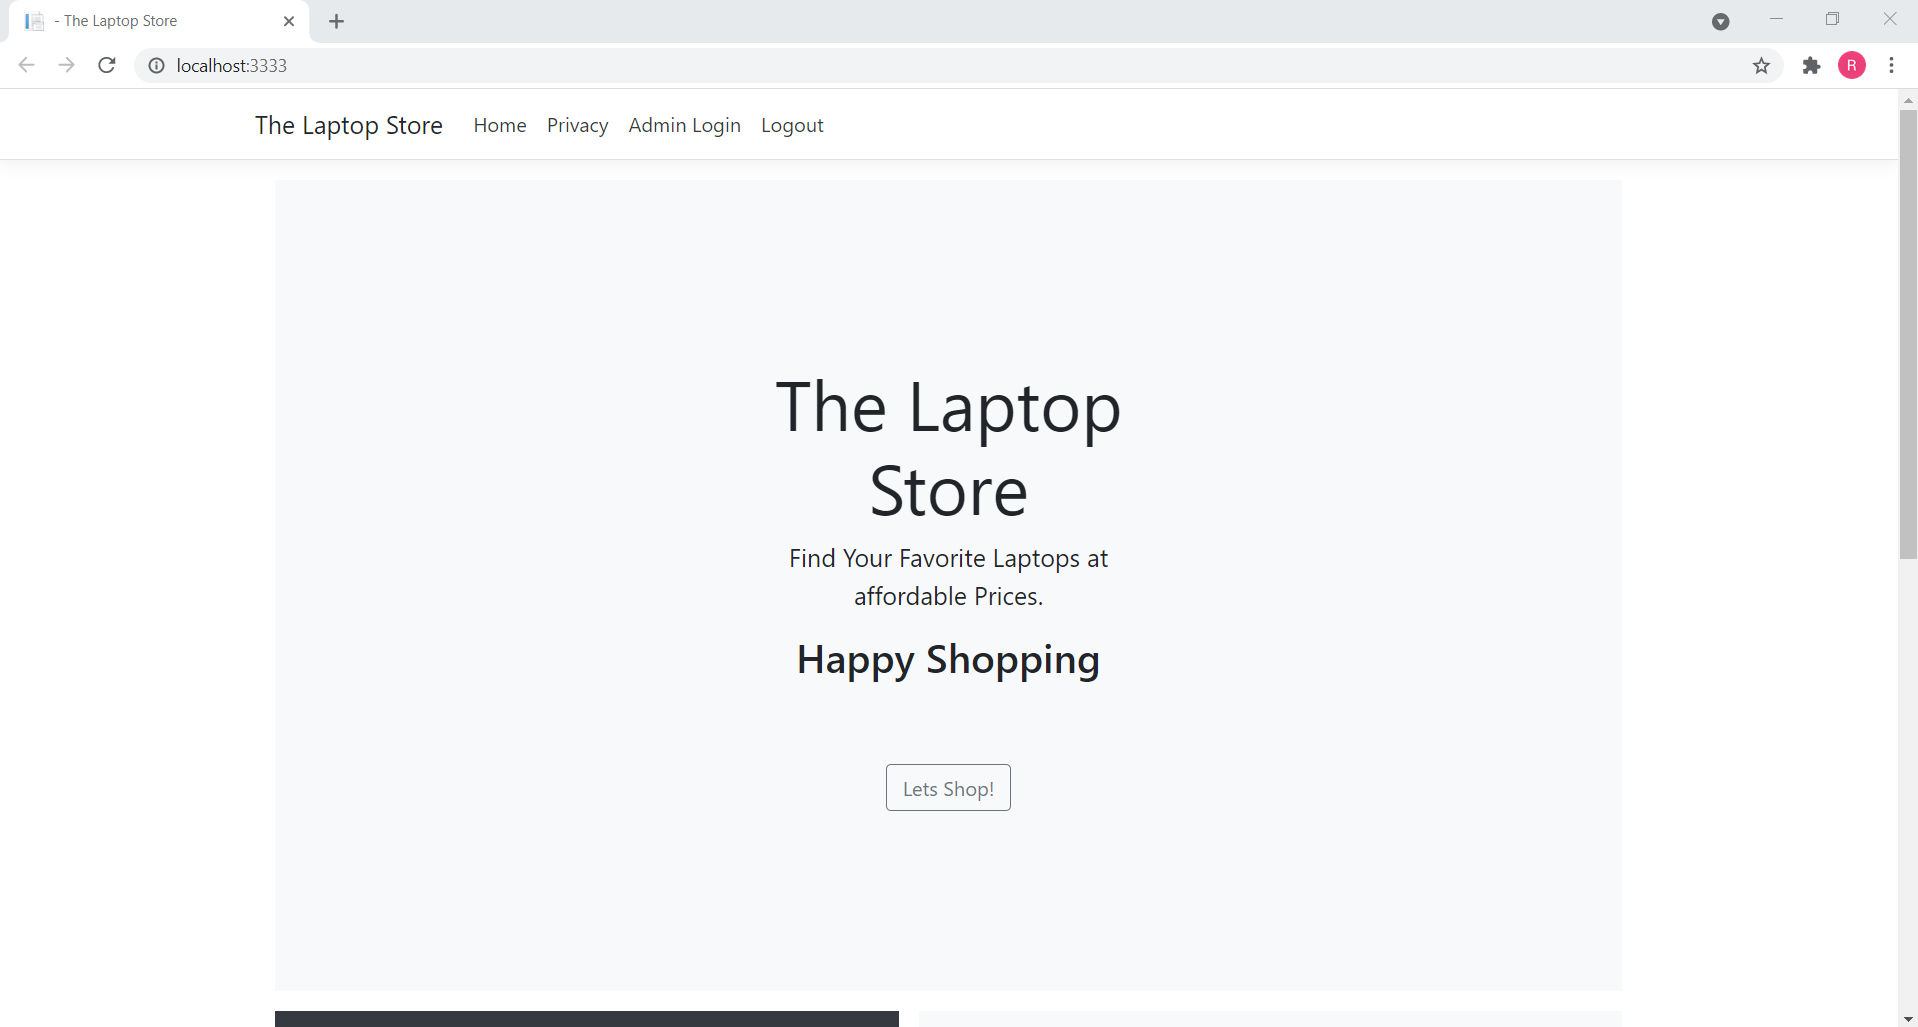 - The Laptop Store
localhost:3333
R
The Laptop Store Home Privacy Admin Login Logout
The Laptop
Store
Find Your Favorite Laptops at
affordable Prices.
Happy Shopping
Lets Shop!